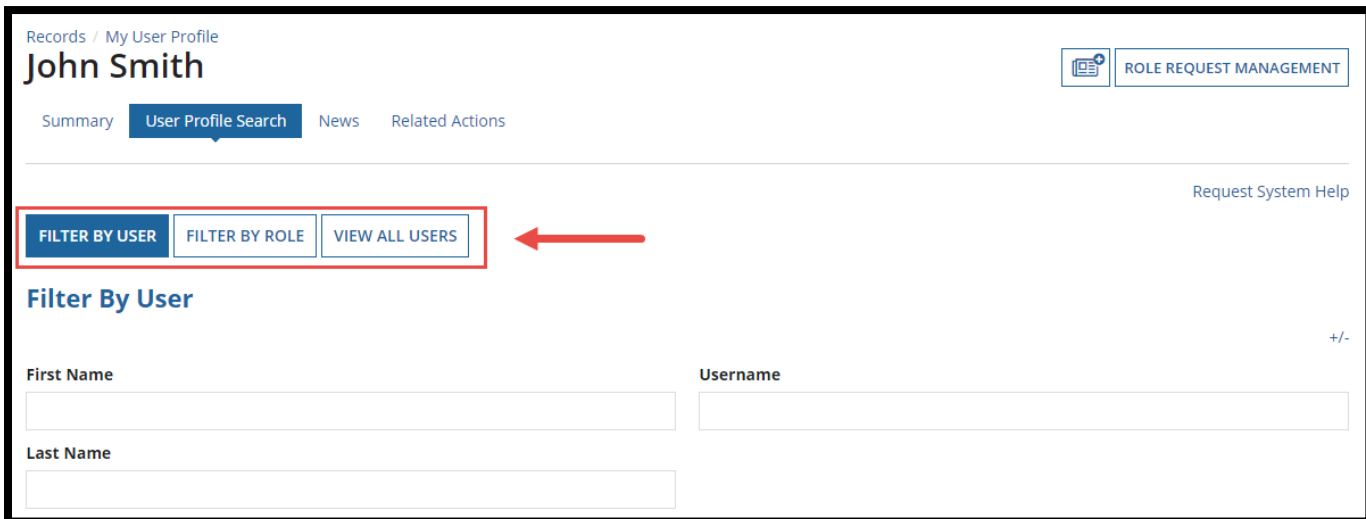 Records / My User Profile
John Smith
ROLE REQUEST MANAGEMENT
Summary User Profile Search News Related Actions
Request System Help
FILTER BY USER FILTER BY ROLE VIEW ALL USERS
Filter By User
+/-
First Name Username
Last Name